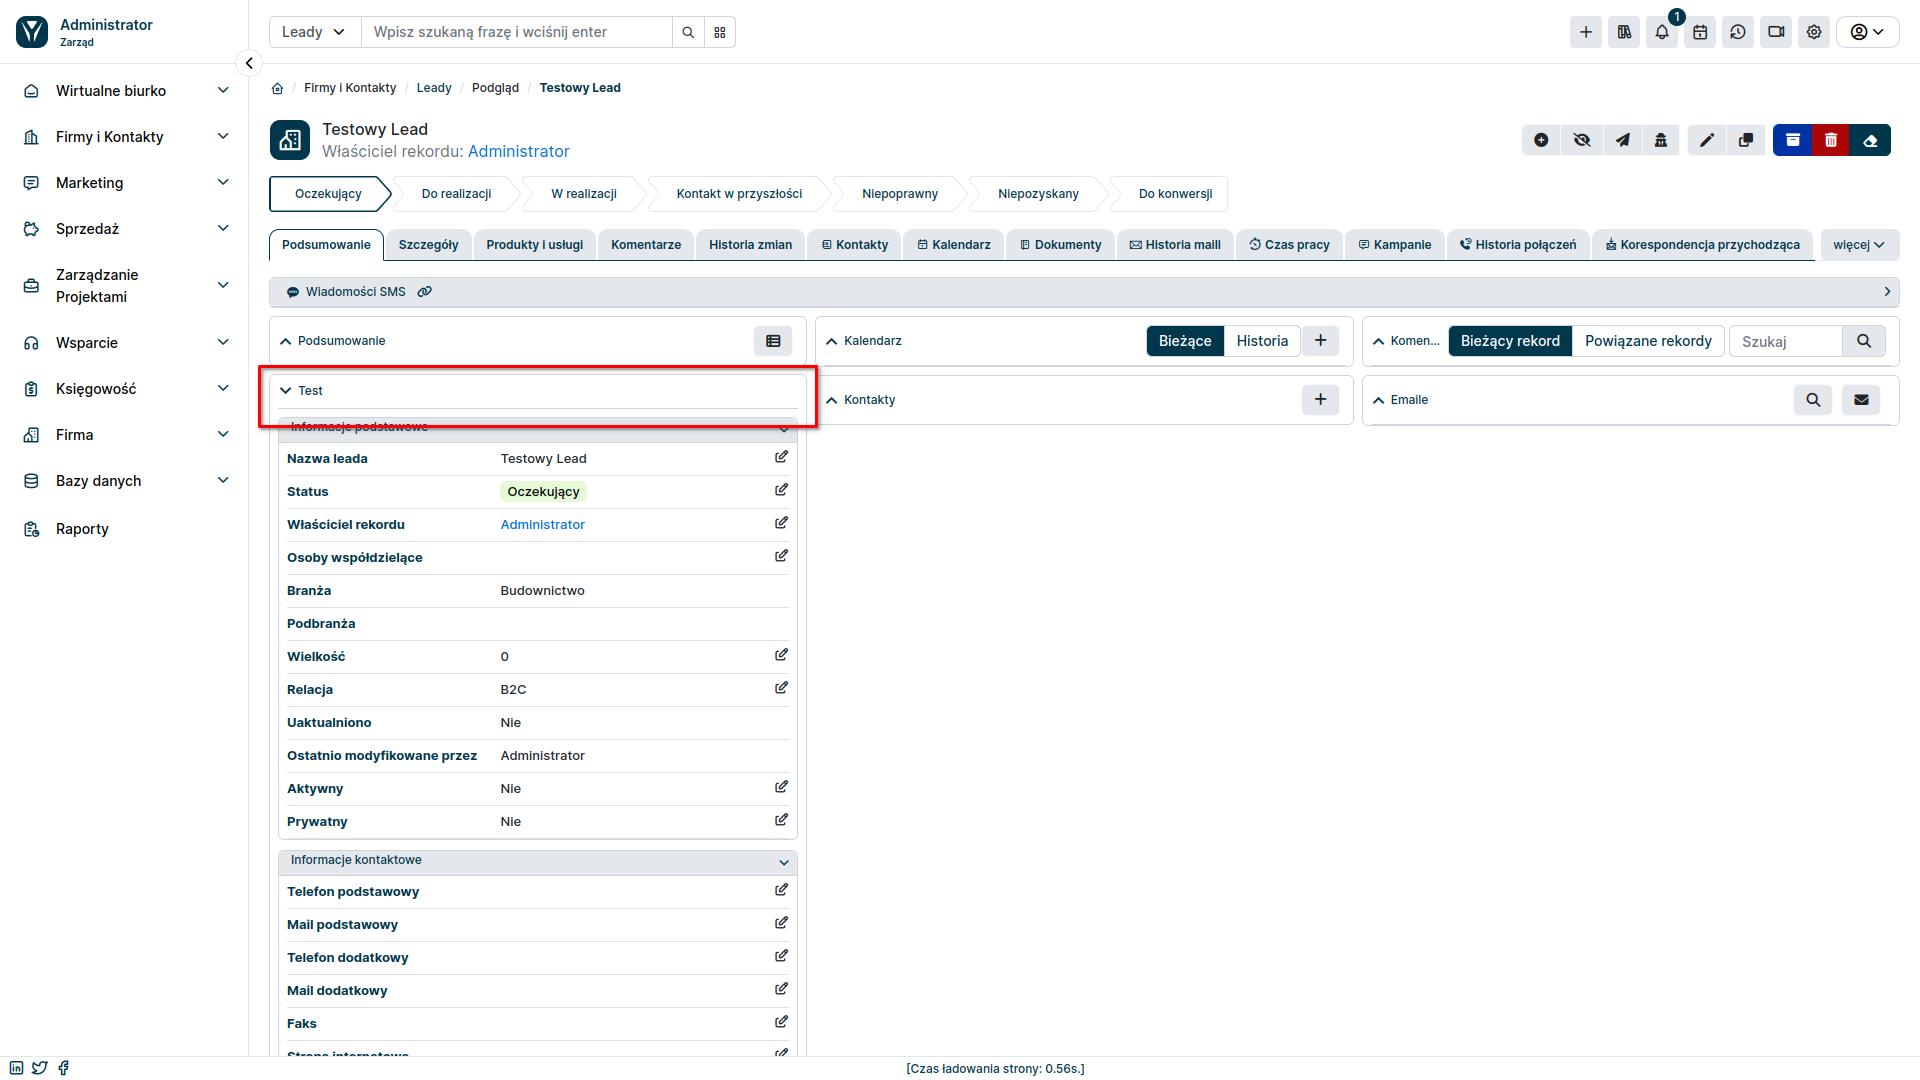 Administrator
Zarząd
Leady
Wpisz szukaną frazę i wciśnij enter
1
Wirtualne biurko
Firmy i Kontakty
Marketing
Sprzedaż
Zarządzanie
Projektami
Wsparcie
Księgowość
Firma
Bazy danych
Raporty
/ Firmy i Kontakty / Leady / Podgląd / Testowy Lead
Testowy Lead
Właściciel rekordu: Administrator
Oczekujący
Do realizacji
W realizacji
Kontakt w przyszłości
Niepoprawny
Niepozyskany
Do konwersji
Podsumowanie
Szczegóły
Produkty i usługi
Komentarze
Historia zmian
Kontakty
Kalendarz
Dokumenty
Historia maili
Czas pracy
Kampanie
Historia połączeń
Korespondencja przychodząca
więcej
Wiadomości SMS
Podsumowanie
Test
Informacje podstawowe
Nazwa leada Testowy Lead
Status Oczekujący
Właściciel rekordu Administrator
Osoby współdzielące
Branża Budownictwo
Podbranża
Wielkość 0
Relacja B2C
Uaktualniono Nie
Ostatnio modyfikowane przez Administrator
Aktywny Nie
Prywatny Nie
Informacje kontaktowe
Telefon podstawowy
Mail podstawowy
Telefon dodatkowy
Mail dodatkowy
Faks
Strona internetowa
Kalendarz
Bieżące
Historia
Kontakty
Komen...
Bieżący rekord
Powiązane rekordy
Szukaj
Emaile
[Czas ładowania strony: 0.56s.]